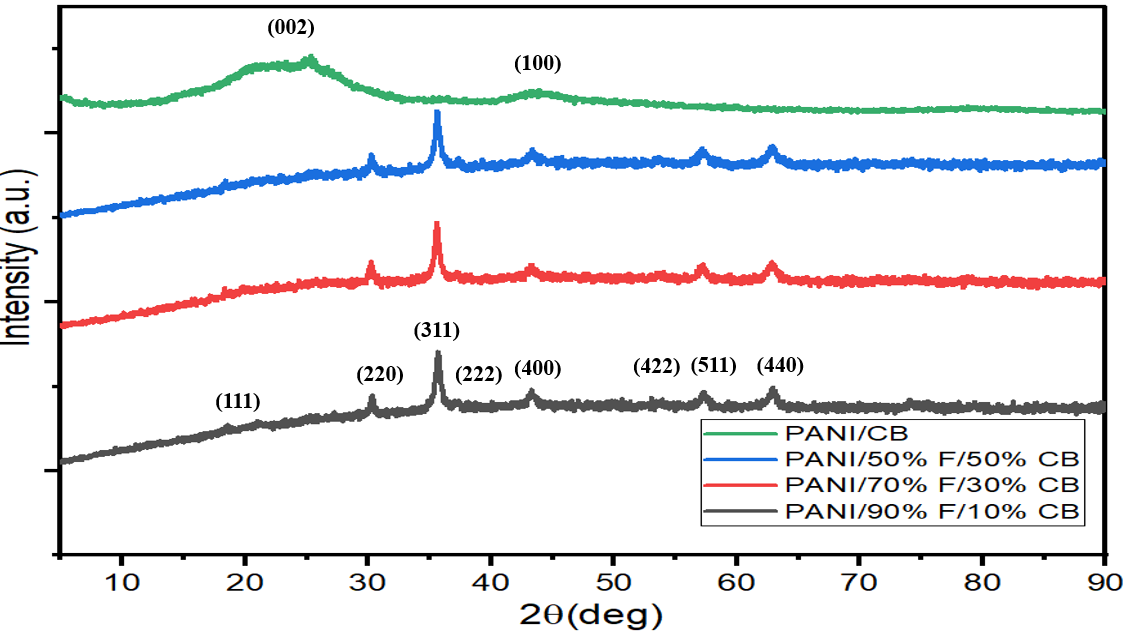 (002)
(100)
Intensity (a.u.)
(311)
(220)
(222)
(400)
(422)
(511)
(440)
(111)
PANI/CB
PANI/50% F/50% CB
PANI/70% F/30% CB
PANI/90% F/10% CB
10 20 30 40 50 60 70 80 90
2θ(deg)